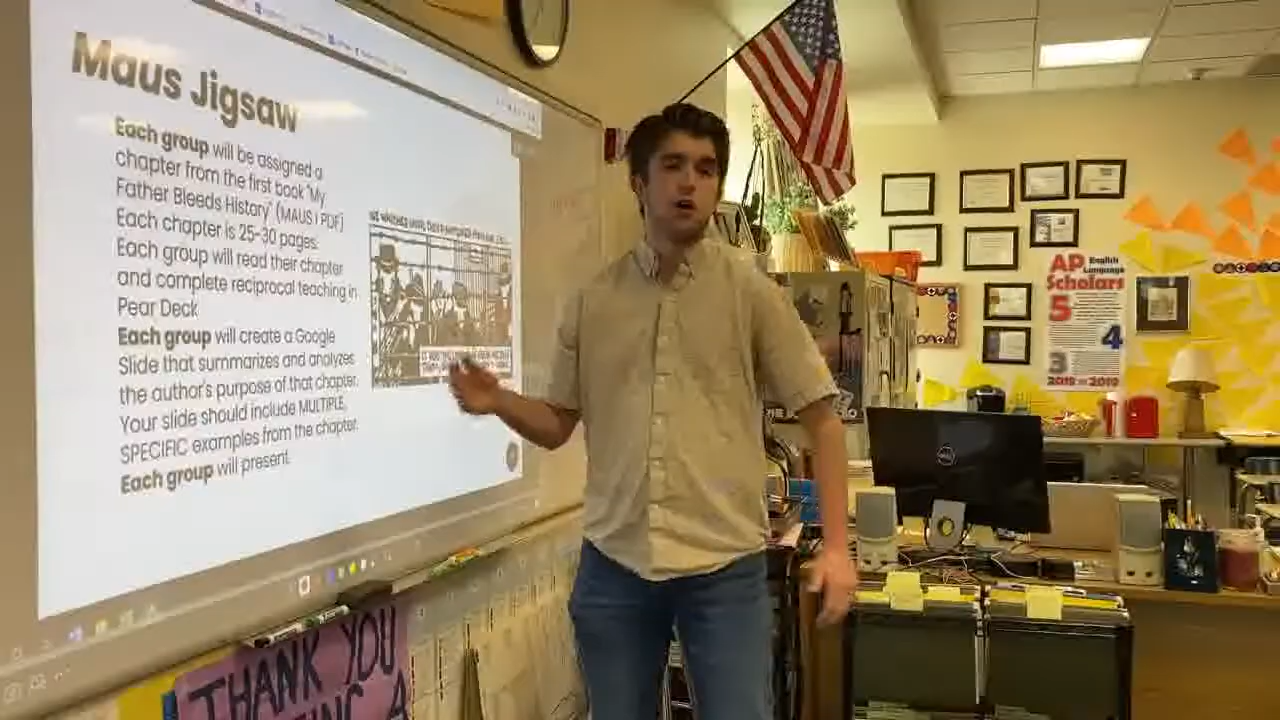 Maus Jigsaw
Each group will be assigned a
chapter from the first book 'My
Father Bleeds History' (MAUS I PDF)
Each chapter is 25-30 pages.
Each group will read their chapter
and complete reciprocal teaching in
Pear Deck
Each group will create a Google
Slide that summarizes and analyzes
the author's purpose of that chapter.
Your slide should include MULTIPLE,
SPECIFIC examples from the chapter.
Each group will present.
THANK YOU
AP English
Language
Scholars
5
4
3
2018 - 2019
DELL